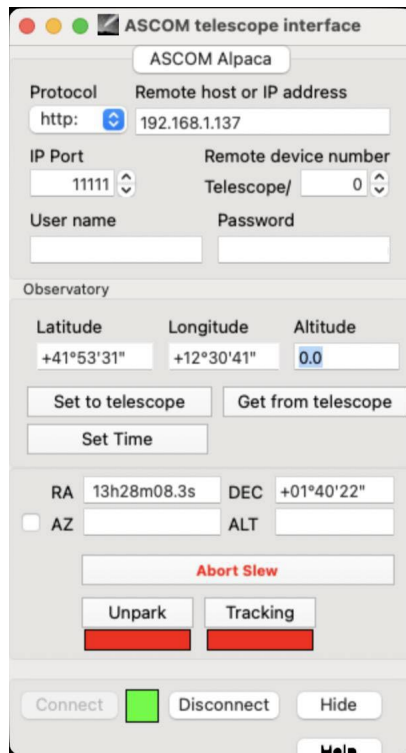 ASCOM telescope interface
ASCOM Alpaca
Protocol Remote host or IP address
http: 192.168.1.137
IP Port Remote device number
11111 Telescope/ 0
User name Password
Observatory
Latitude Longitude Altitude
+41°53'31" +12°30'41" 0.0
Set to telescope Get from telescope
Set Time
RA 13h28m08.3s DEC +01°40'22"
AZ ALT
Abort Slew
Unpark Tracking
Connect Disconnect Hide
Help